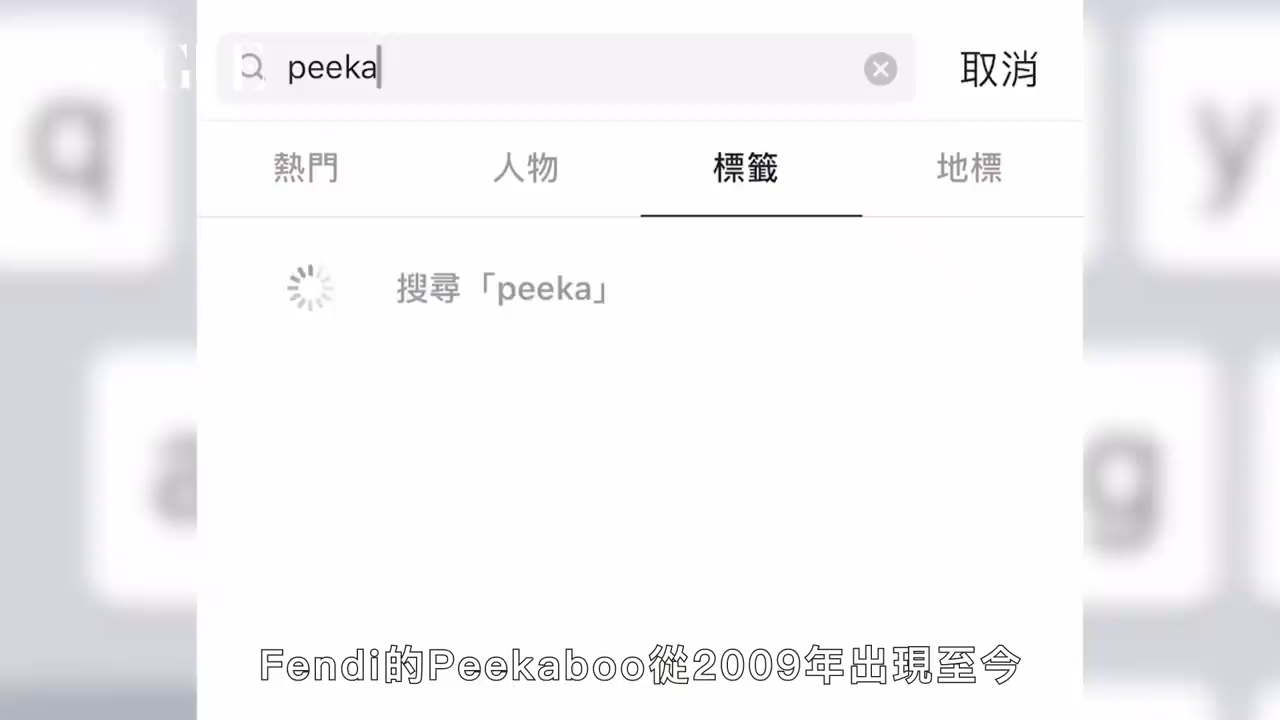 peeka
取消
熱門 人物 標籤 地標
搜尋「peeka」
q
y
a
g
Fendi的Peekaboo從2009年出現至今